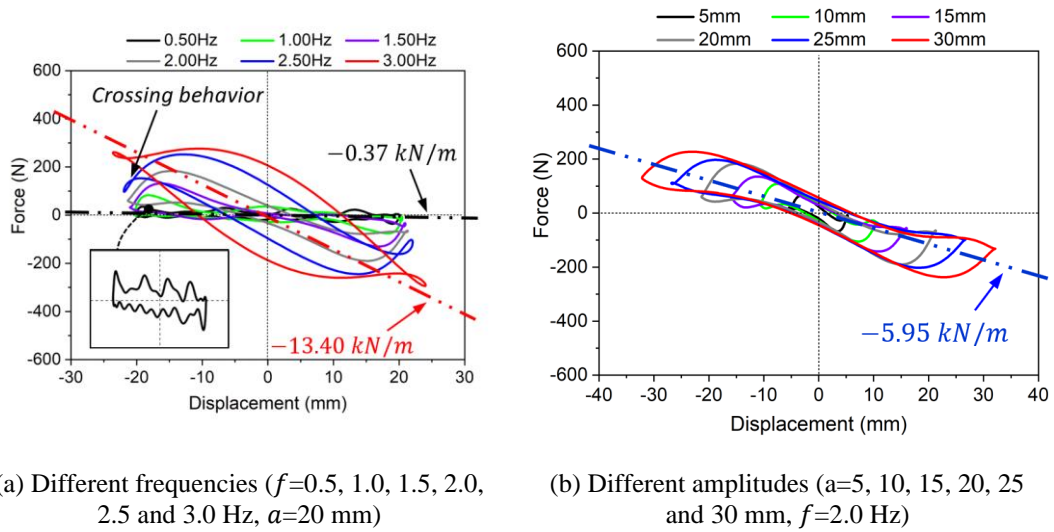 0.50Hz 1.00Hz 1.50Hz
2.00Hz 2.50Hz 3.00Hz
600
400
200
0
-200
-400
-600
Force (N)
Crossing behavior
−0.37 kN/m
−13.40 kN/m
-30 -20 -10 0 10 20 30
Displacement (mm)
(a) Different frequencies (f=0.5, 1.0, 1.5, 2.0,
2.5 and 3.0 Hz, a=20 mm)
5mm 10mm 15mm
20mm 25mm 30mm
600
400
200
0
-200
-400
-600
Force (N)
−5.95 kN/m
-40 -30 -20 -10 0 10 20 30 40
Displacement (mm)
(b) Different amplitudes (a=5, 10, 15, 20, 25
and 30 mm, f=2.0 Hz)